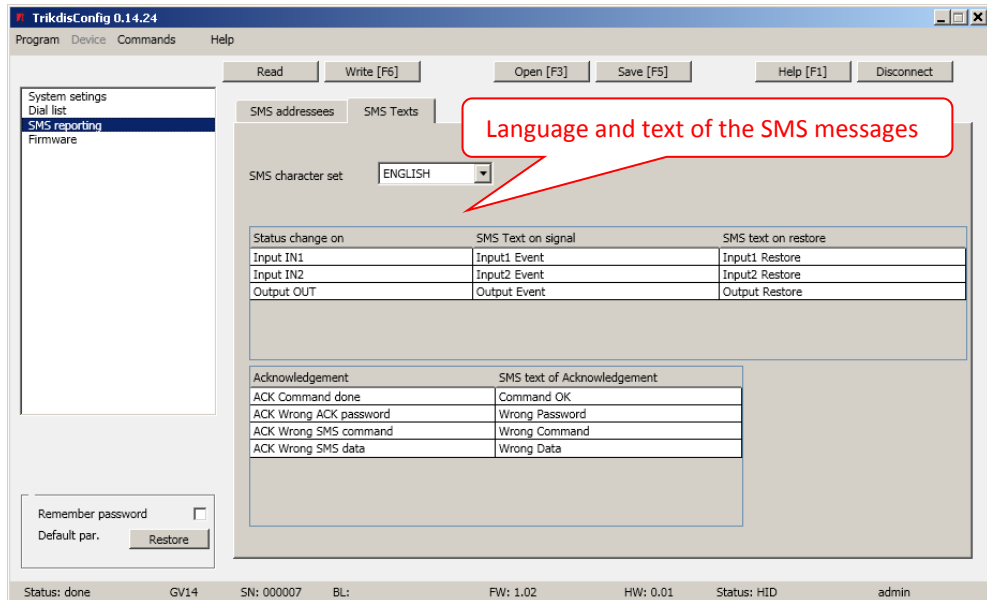 TrikdisConfig 0.14.24
Program Device Commands Help
Read Write [F6] Open [F3] Save [F5] Help [F1] Disconnect
System setings
Dial list
SMS reporting
Firmware
SMS addressees SMS Texts
Language and text of the SMS messages
SMS character set ENGLISH
Status change on SMS Text on signal SMS text on restore
Input IN1 Input1 Event Input1 Restore
Input IN2 Input2 Event Input2 Restore
Output OUT Output Event Output Restore
Acknowledgement SMS text of Acknowledgement
ACK Command done Command OK
ACK Wrong ACK password Wrong Password
ACK Wrong SMS command Wrong Command
ACK Wrong SMS data Wrong Data
Remember password
Default par. Restore
Status: done GV14 SN: 000007 BL: FW: 1.02 HW: 0.01 Status: HID admin